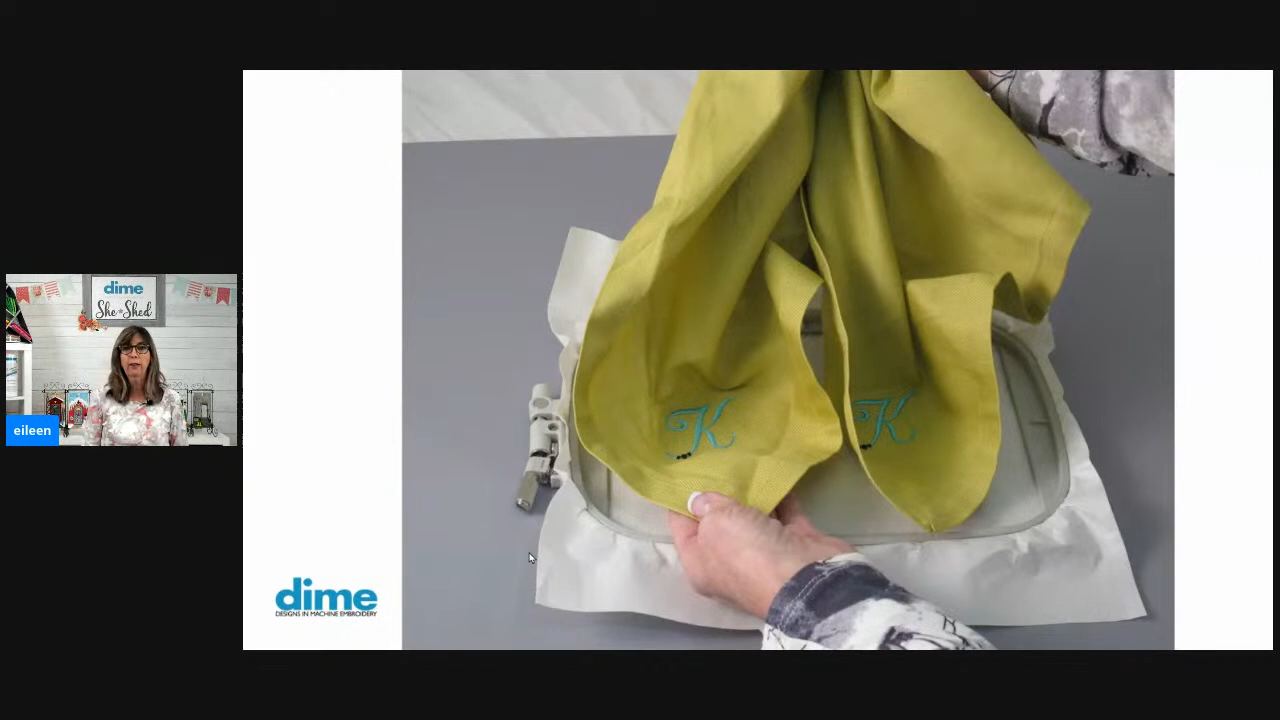 dime
She Shed
eileen
K
K
dime
DESIGNS IN MACHINE EMBROIDERY